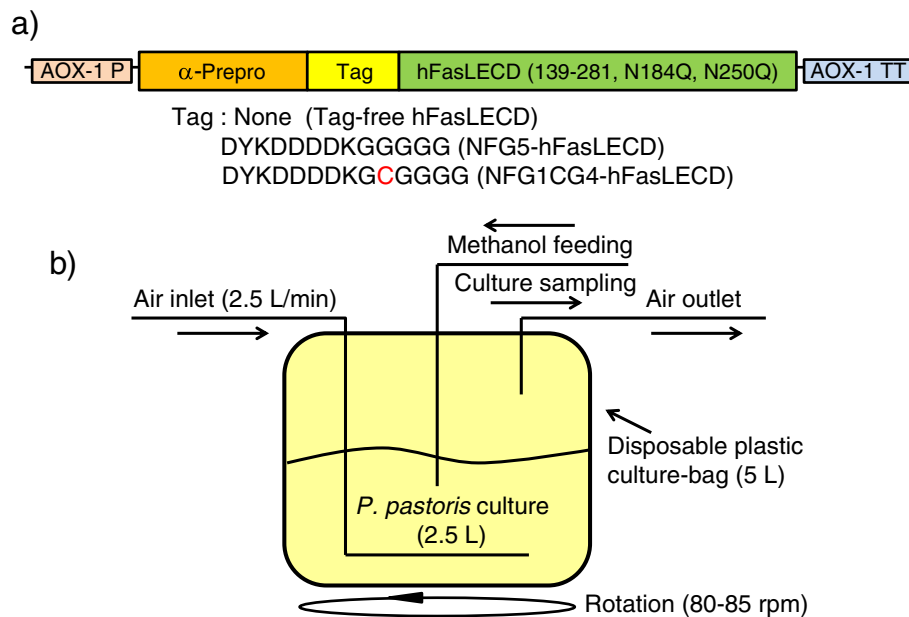 a)
AOX-1 P α-Prepro Tag hFasLECD (139-281, N184Q, N250Q) AOX-1 TT
Tag : None (Tag-free hFasLECD)
DYKDDDDKGGGGG (NFG5-hFasLECD)
DYKDDDDKGCGGGG (NFG1CG4-hFasLECD)
b)
Methanol feeding
Air inlet (2.5 L/min)
Culture sampling
Air outlet
Disposable plastic
culture-bag (5 L)
P. pastoris culture
(2.5 L)
Rotation (80-85 rpm)